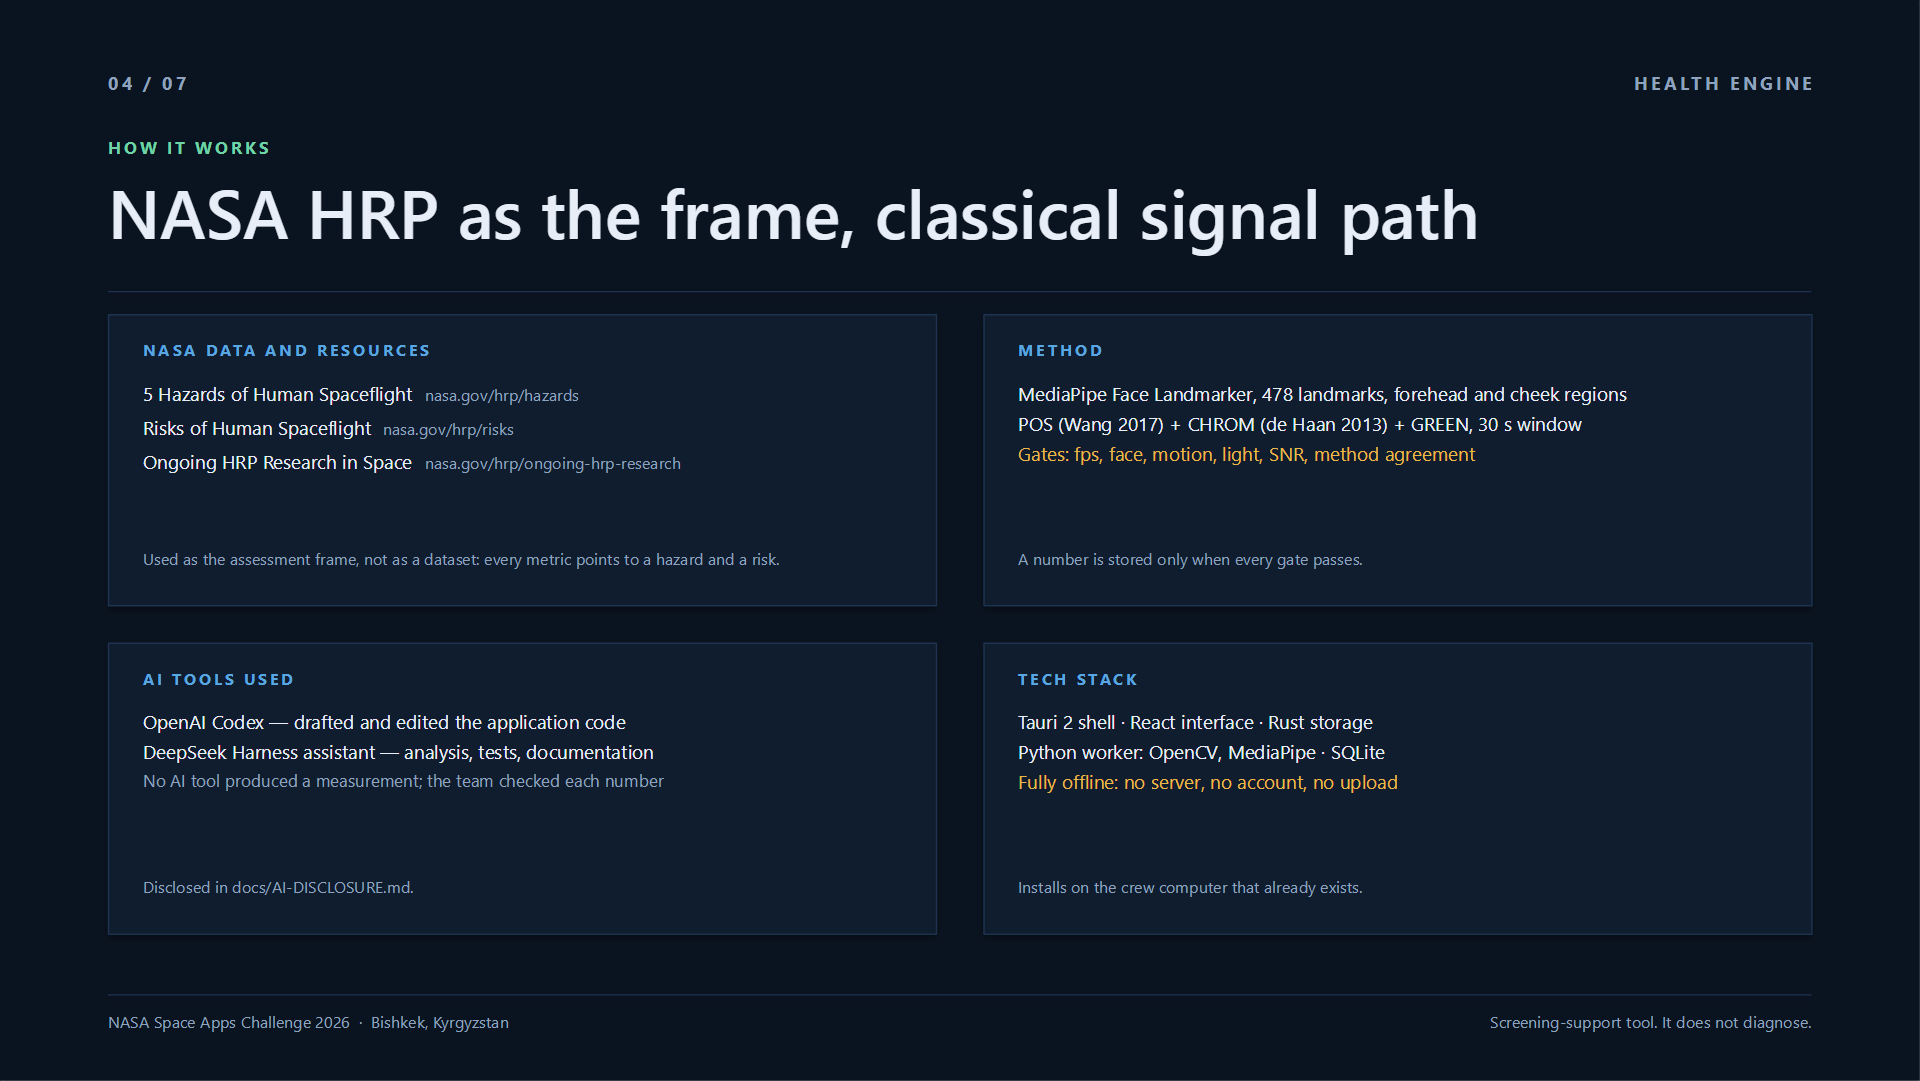 04 / 07
HEALTH ENGINE
HOW IT WORKS
NASA HRP as the frame, classical signal path
NASA DATA AND RESOURCES
5 Hazards of Human Spaceflight nasa.gov/hrp/hazards
Risks of Human Spaceflight nasa.gov/hrp/risks
Ongoing HRP Research in Space nasa.gov/hrp/ongoing-hrp-research
Used as the assessment frame, not as a dataset: every metric points to a hazard and a risk.
METHOD
MediaPipe Face Landmarker, 478 landmarks, forehead and cheek regions
POS (Wang 2017) + CHROM (de Haan 2013) + GREEN, 30 s window
Gates: fps, face, motion, light, SNR, method agreement
A number is stored only when every gate passes.
AI TOOLS USED
OpenAI Codex — drafted and edited the application code
DeepSeek Harness assistant — analysis, tests, documentation
No AI tool produced a measurement; the team checked each number
Disclosed in docs/AI-DISCLOSURE.md.
TECH STACK
Tauri 2 shell · React interface · Rust storage
Python worker: OpenCV, MediaPipe · SQLite
Fully offline: no server, no account, no upload
Installs on the crew computer that already exists.
NASA Space Apps Challenge 2026 · Bishkek, Kyrgyzstan
Screening-support tool. It does not diagnose.